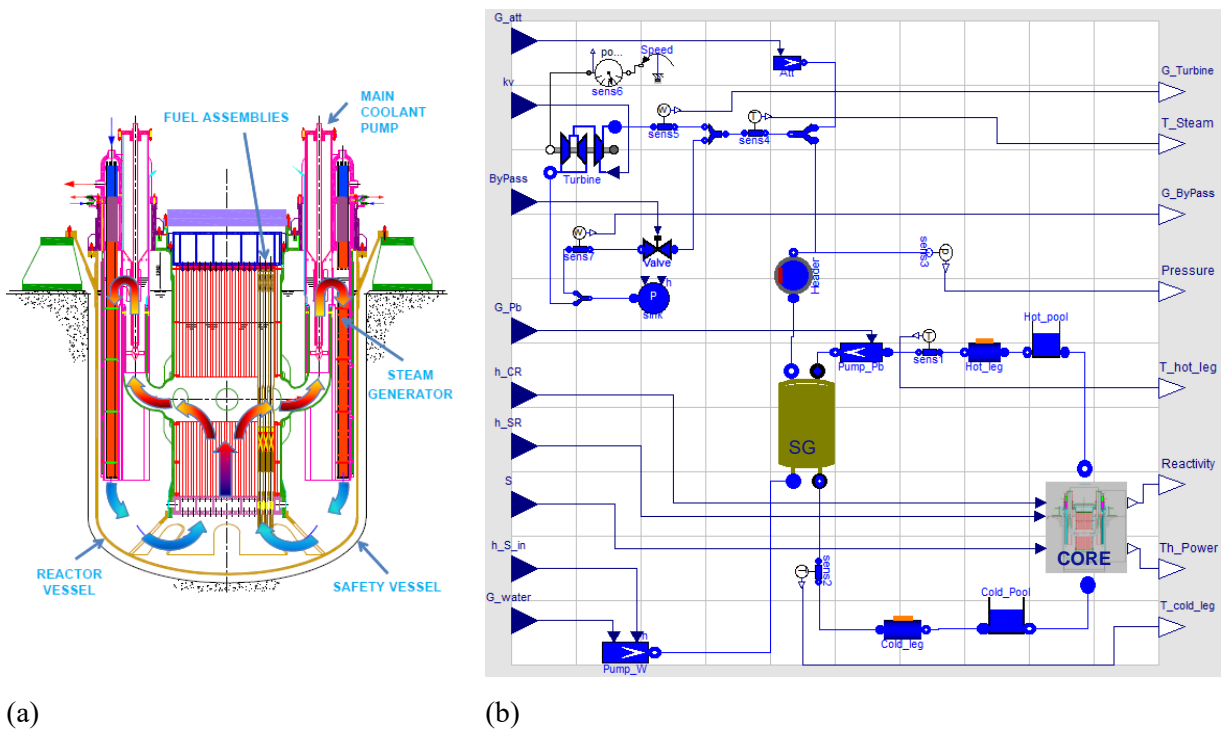 FUEL ASSEMBLIES
MAIN
COOLANT
PUMP
STEAM
GENERATOR
REACTOR
VESSEL
SAFETY VESSEL
(a)
G_att
kv
ByPass
G_Pb
h_CR
h_SR
S
h_S_in
G_water
po...
Speed
sens6
Att
W
sens5
T
sens4
Turbine
W
sens7
Valve
P
h
sink
Header
sens3
p
Pump_Pb
T
sens1
Hot_leg
Hot_pool
SG
CORE
T
sens2
Cold_leg
Cold_Pool
h
Pump_W
G_Turbine
T_Steam
G_ByPass
Pressure
T_hot_leg
Reactivity
Th_Power
T_cold_leg
(b)